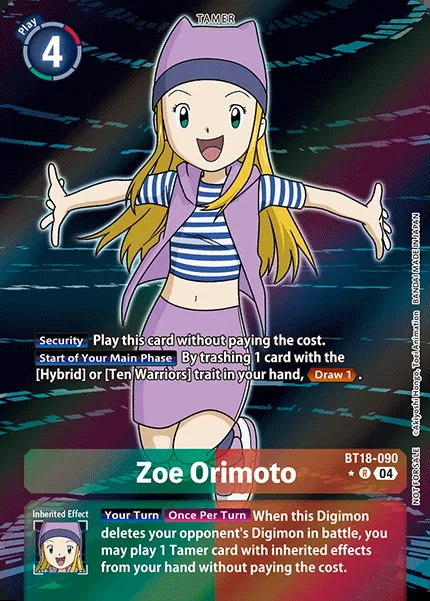 TAMER
Play
4
Security Play this card without paying the cost.
Start of Your Main Phase By trashing 1 card with the
[Hybrid] or [Ten Warriors] trait in your hand, Draw 1 .
BT18-090
Zoe Orimoto
R 04
Inherited Effect
Your Turn Once Per Turn When this Digimon
deletes your opponent's Digimon in battle, you
may play 1 Tamer card with inherited effects
from your hand without paying the cost.
NOT FOR SALE ©Akiyoshi Hongo, Toei Animation BANDAI MADE IN JAPAN